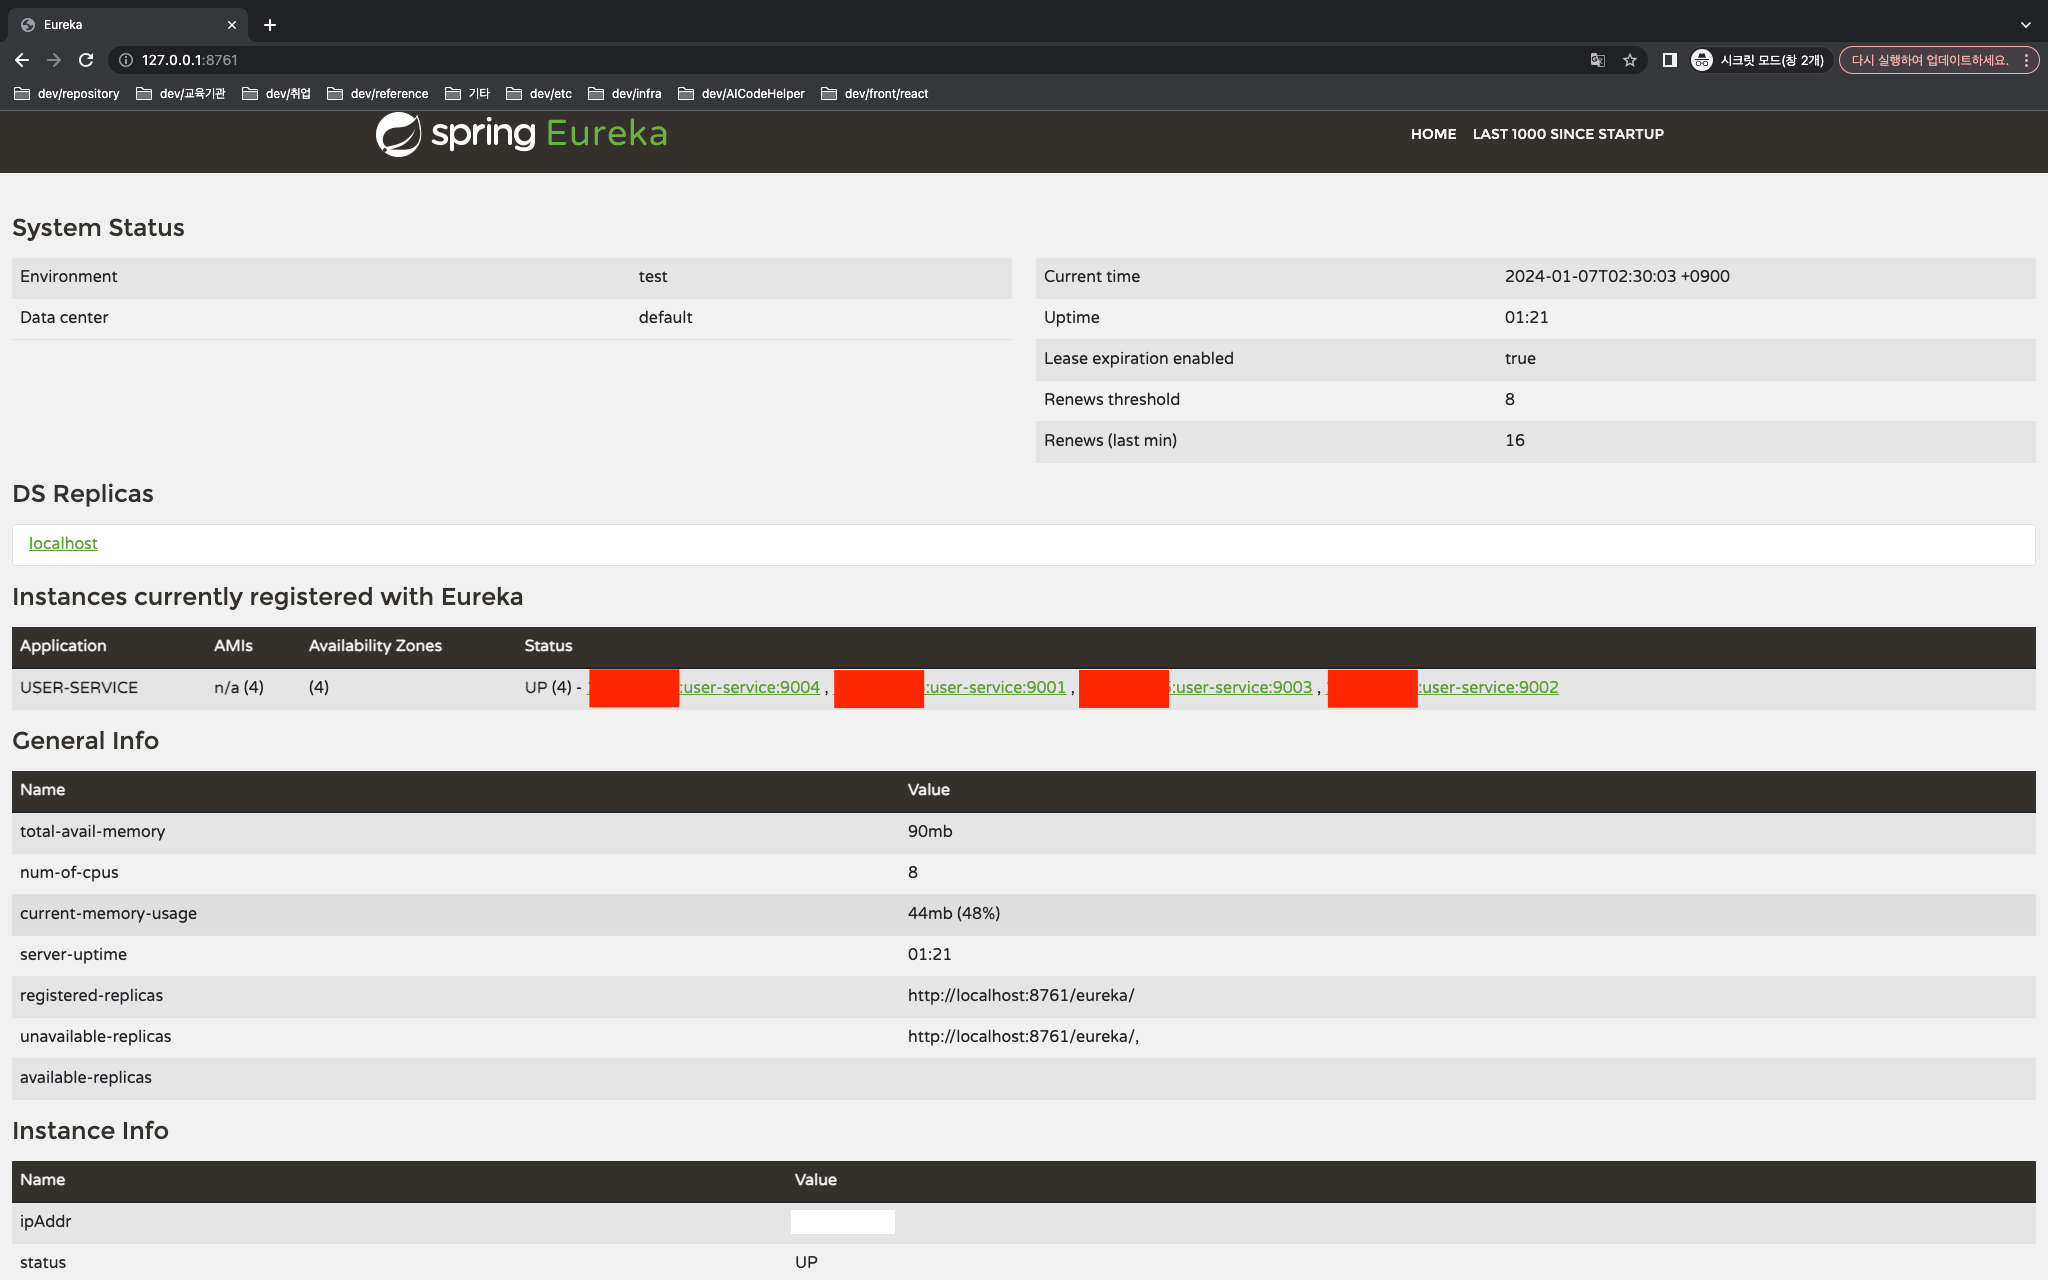 Eureka
127.0.0.1:8761
시크릿 모드(창 2개)
다시 실행하여 업데이트하세요.
dev/repository dev/교육기관 dev/취업 dev/reference 기타 dev/etc dev/infra dev/AICodeHelper dev/front/react
spring Eureka HOME LAST 1000 SINCE STARTUP
System Status
Environment test
Data center default
Current time 2024-01-07T02:30:03 +0900
Uptime 01:21
Lease expiration enabled true
Renews threshold 8
Renews (last min) 16
DS Replicas
localhost
Instances currently registered with Eureka
Application AMIs Availability Zones Status
USER-SERVICE n/a (4) (4) UP (4) - :user-service:9004 , :user-service:9001 , :user-service:9003 , :user-service:9002
General Info
Name Value
total-avail-memory 90mb
num-of-cpus 8
current-memory-usage 44mb (48%)
server-uptime 01:21
registered-replicas http://localhost:8761/eureka/
unavailable-replicas http://localhost:8761/eureka/,
available-replicas
Instance Info
Name Value
ipAddr
status UP